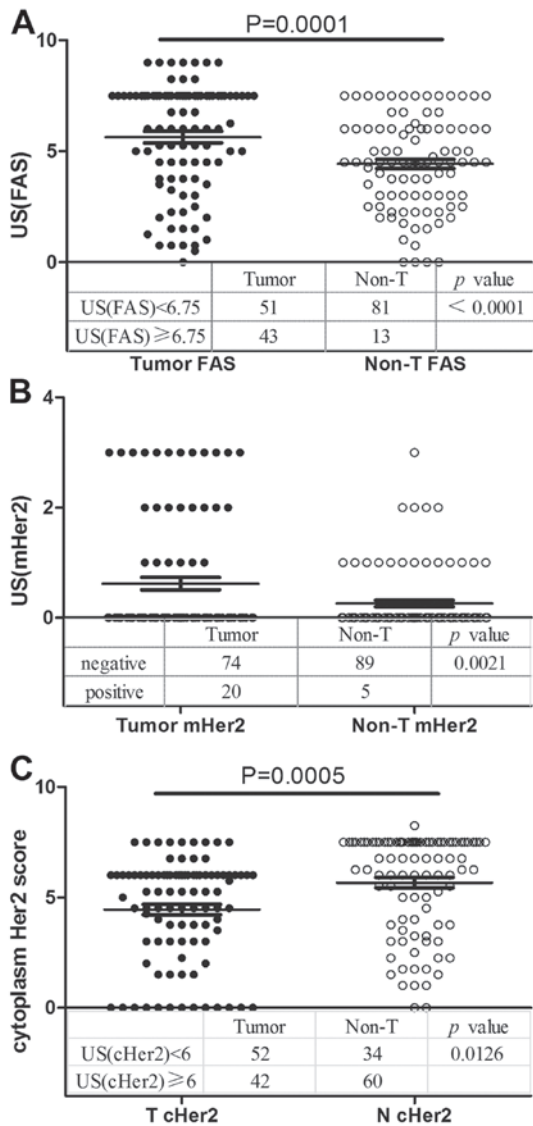 A
P=0.0001
10
5
0
US(FAS)
Tumor Non-T p value
US(FAS)<6.75 51 81 < 0.0001
US(FAS)≥6.75 43 13
Tumor FAS Non-T FAS
B
4
2
0
US(mHer2)
Tumor Non-T p value
negative 74 89 0.0021
positive 20 5
Tumor mHer2 Non-T mHer2
C
P=0.0005
10
5
0
cytoplasm Her2 score
Tumor Non-T p value
US(cHer2)<6 52 34 0.0126
US(cHer2)≥6 42 60
T cHer2 N cHer2